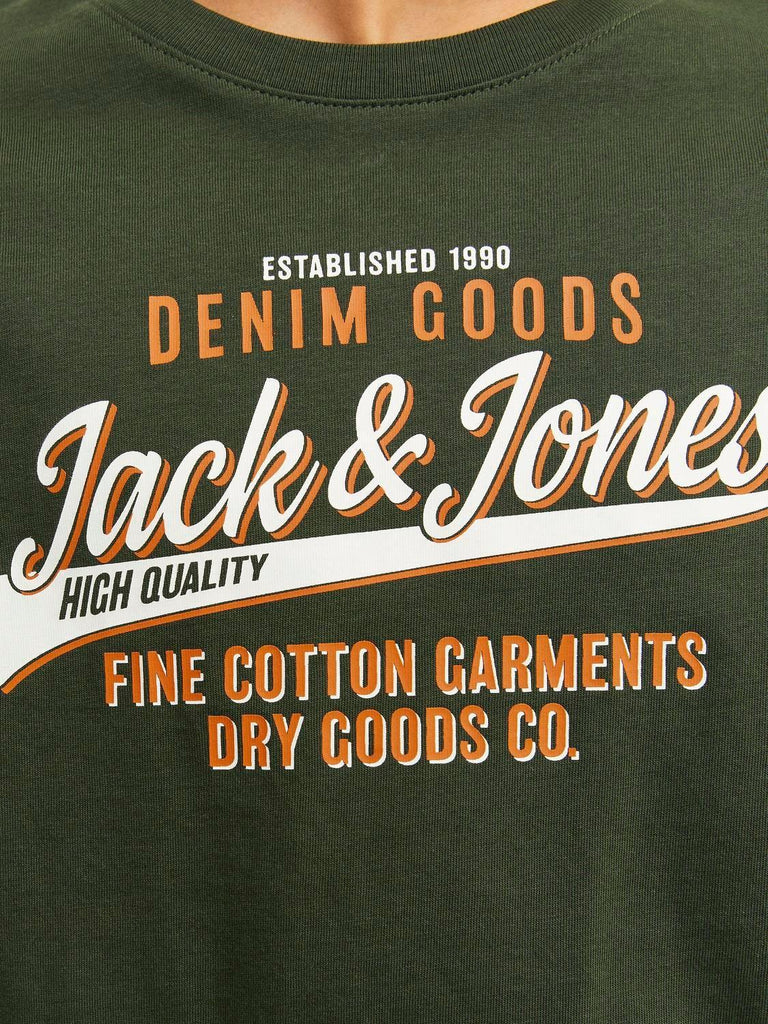 ESTABLISHED 1990
DENIM GOODS
Jack & Jones
HIGH QUALITY
FINE COTTON GARMENTS
DRY GOODS CO.